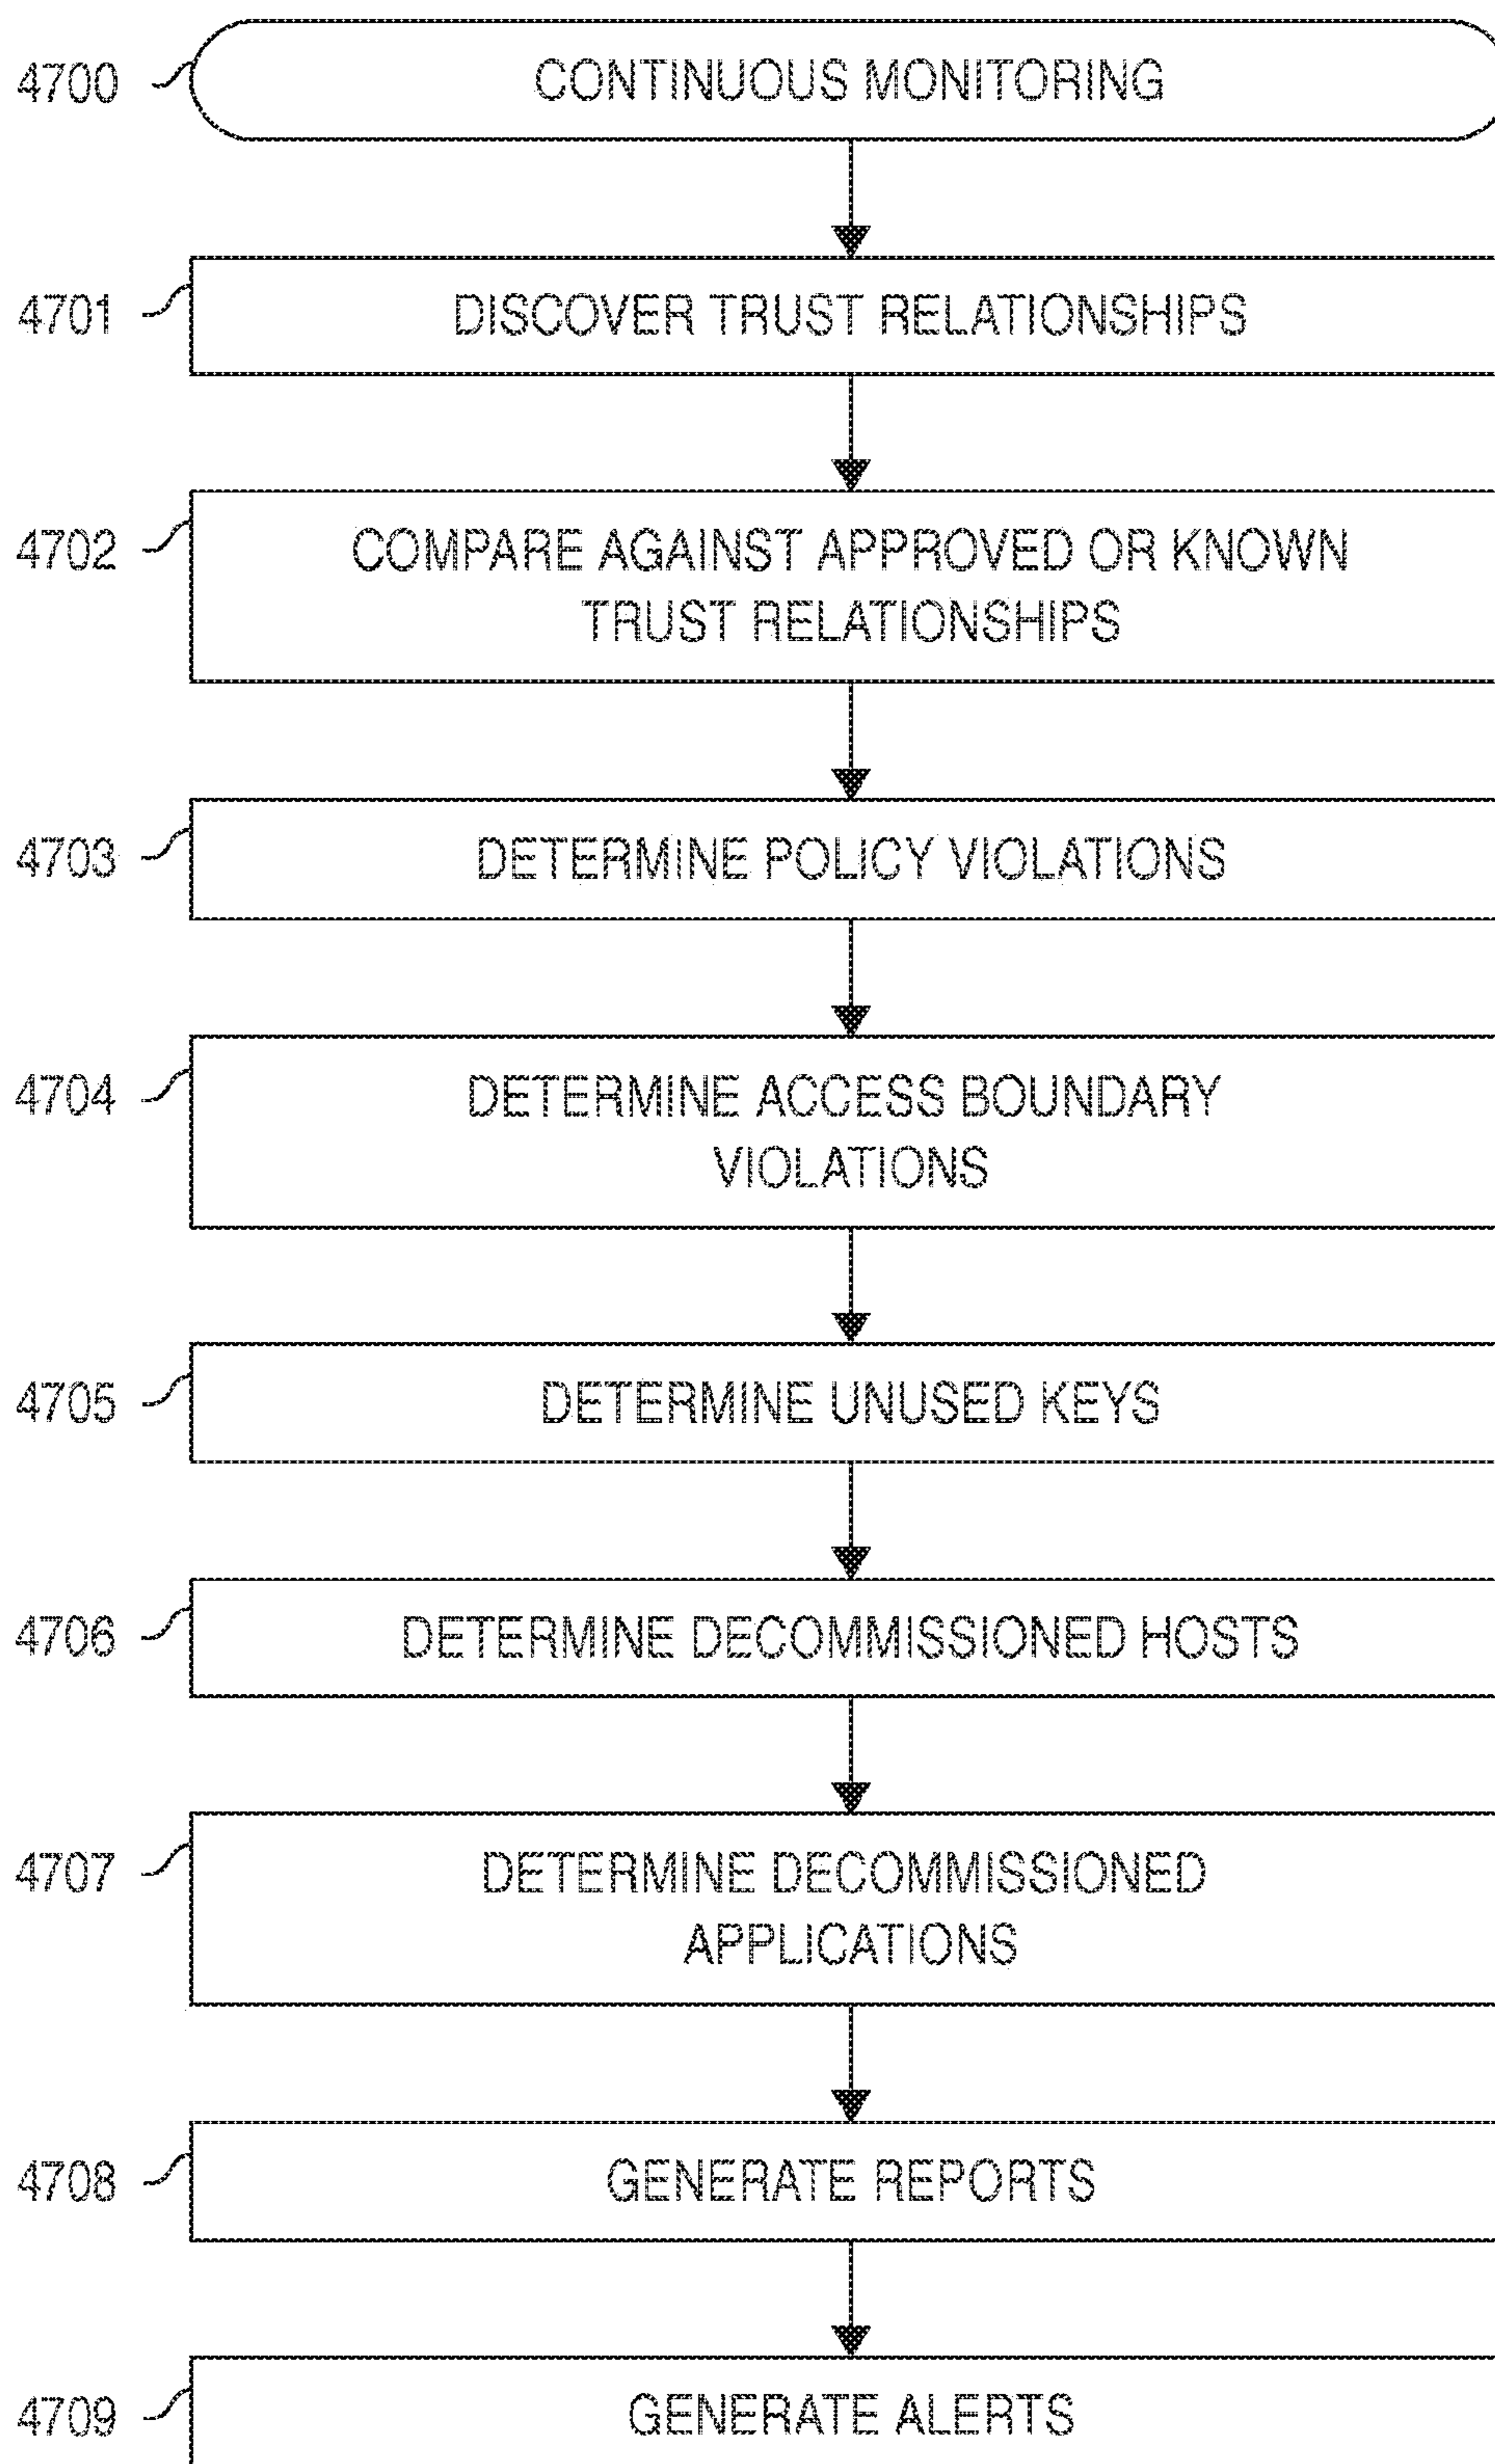 4700 CONTINUOUS MONITORING
4701 DISCOVER TRUST RELATIONSHIPS
4702 COMPARE AGAINST APPROVED OR KNOWN
TRUST RELATIONSHIPS
4703 DETERMINE POLICY VIOLATIONS
4704 DETERMINE ACCESS BOUNDARY
VIOLATIONS
4705 DETERMINE UNUSED KEYS
4706 DETERMINE DECOMMISSIONED HOSTS
4707 DETERMINE DECOMMISSIONED
APPLICATIONS
4708 GENERATE REPORTS
4709 GENERATE ALERTS